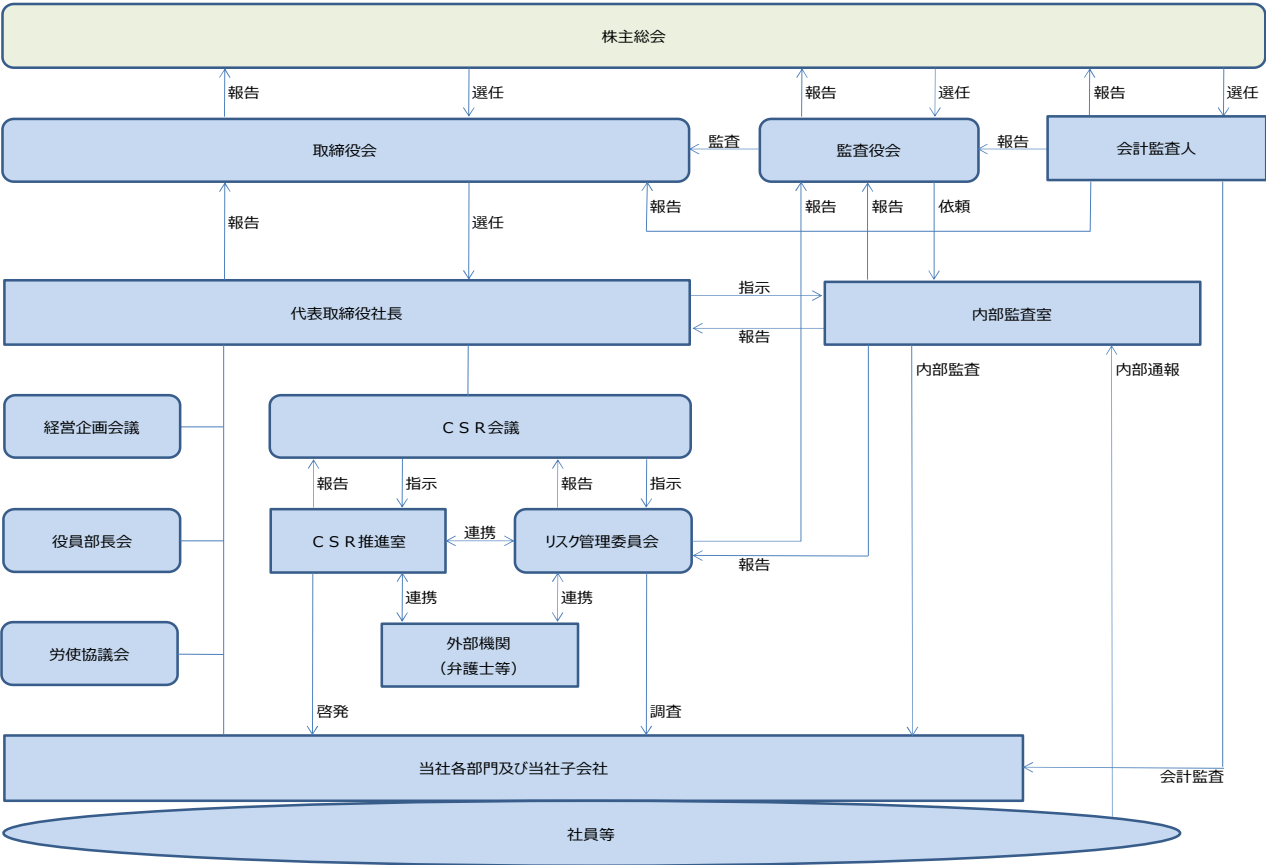 株主総会
報告
選任
報告
選任
報告
選任
取締役会
監査
監査役会
報告
会計監査人
報告
選任
報告
報告
報告
依頼
代表取締役社長
指示
報告
内部監査室
内部監査
内部通報
経営企画会議
ＣＳＲ会議
報告
指示
報告
指示
役員部長会
ＣＳＲ推進室
連携
リスク管理委員会
報告
連携
連携
労使協議会
外部機関
（弁護士等）
啓発
調査
当社各部門及び当社子会社
会計監査
社員等